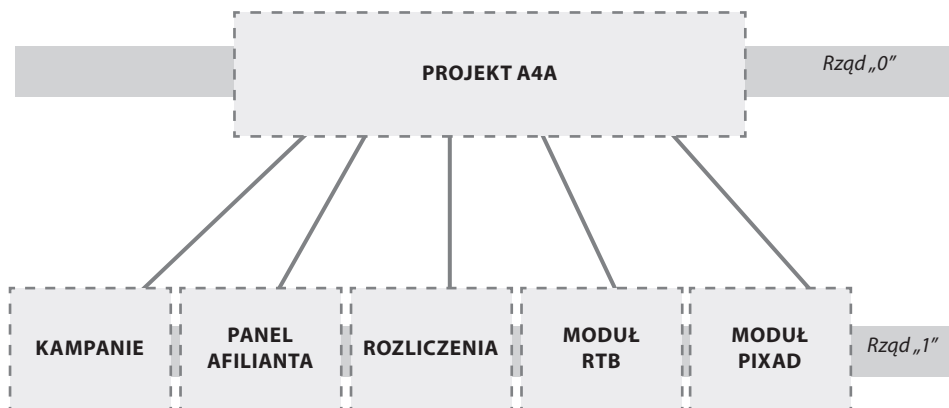 PROJEKT A4A
Rząd „0”
KAMPANIE
PANEL
AFILIANTA
ROZLICZENIA
MODUŁ
RTB
MODUŁ
PIXAD
Rząd „1”